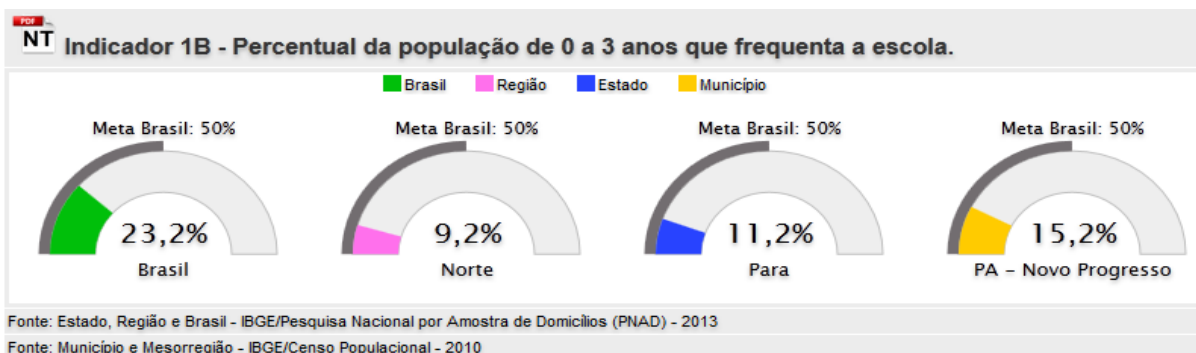 PDF
NT
Indicador 1B - Percentual da população de 0 a 3 anos que frequenta a escola.
Brasil Região Estado Município
Meta Brasil: 50% Meta Brasil: 50% Meta Brasil: 50% Meta Brasil: 50%
23,2% 9,2% 11,2% 15,2%
Brasil Norte Para PA – Novo Progresso
Fonte: Estado, Região e Brasil - IBGE/Pesquisa Nacional por Amostra de Domicílios (PNAD) - 2013
Fonte: Município e Mesorregião - IBGE/Censo Populacional - 2010